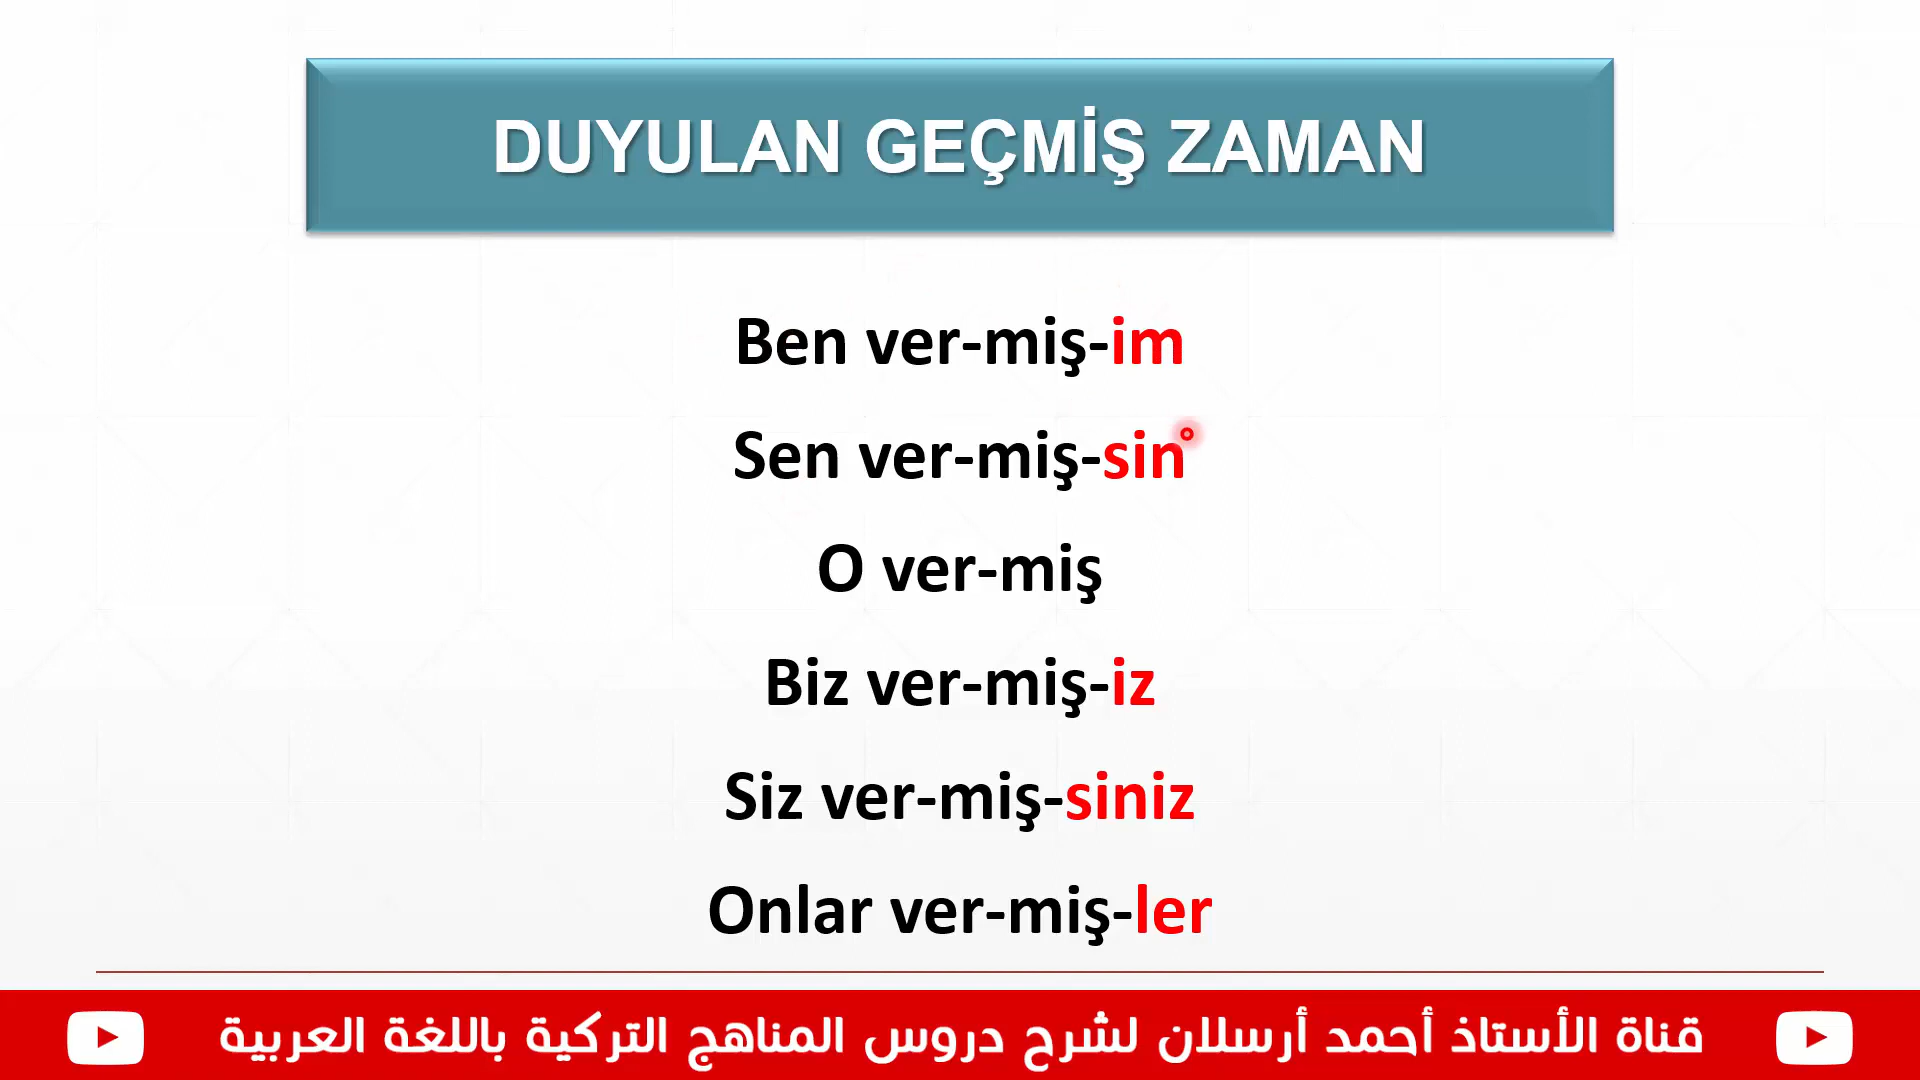 DUYULAN GEÇMİŞ ZAMAN
Ben ver-miş-im
Sen ver-miş-sin
O ver-miş
Biz ver-miş-iz
Siz ver-miş-siniz
Onlar ver-miş-ler
قناة الأستاذ أحمد أرسلان لشرح دروس المناهج التركية باللغة العربية